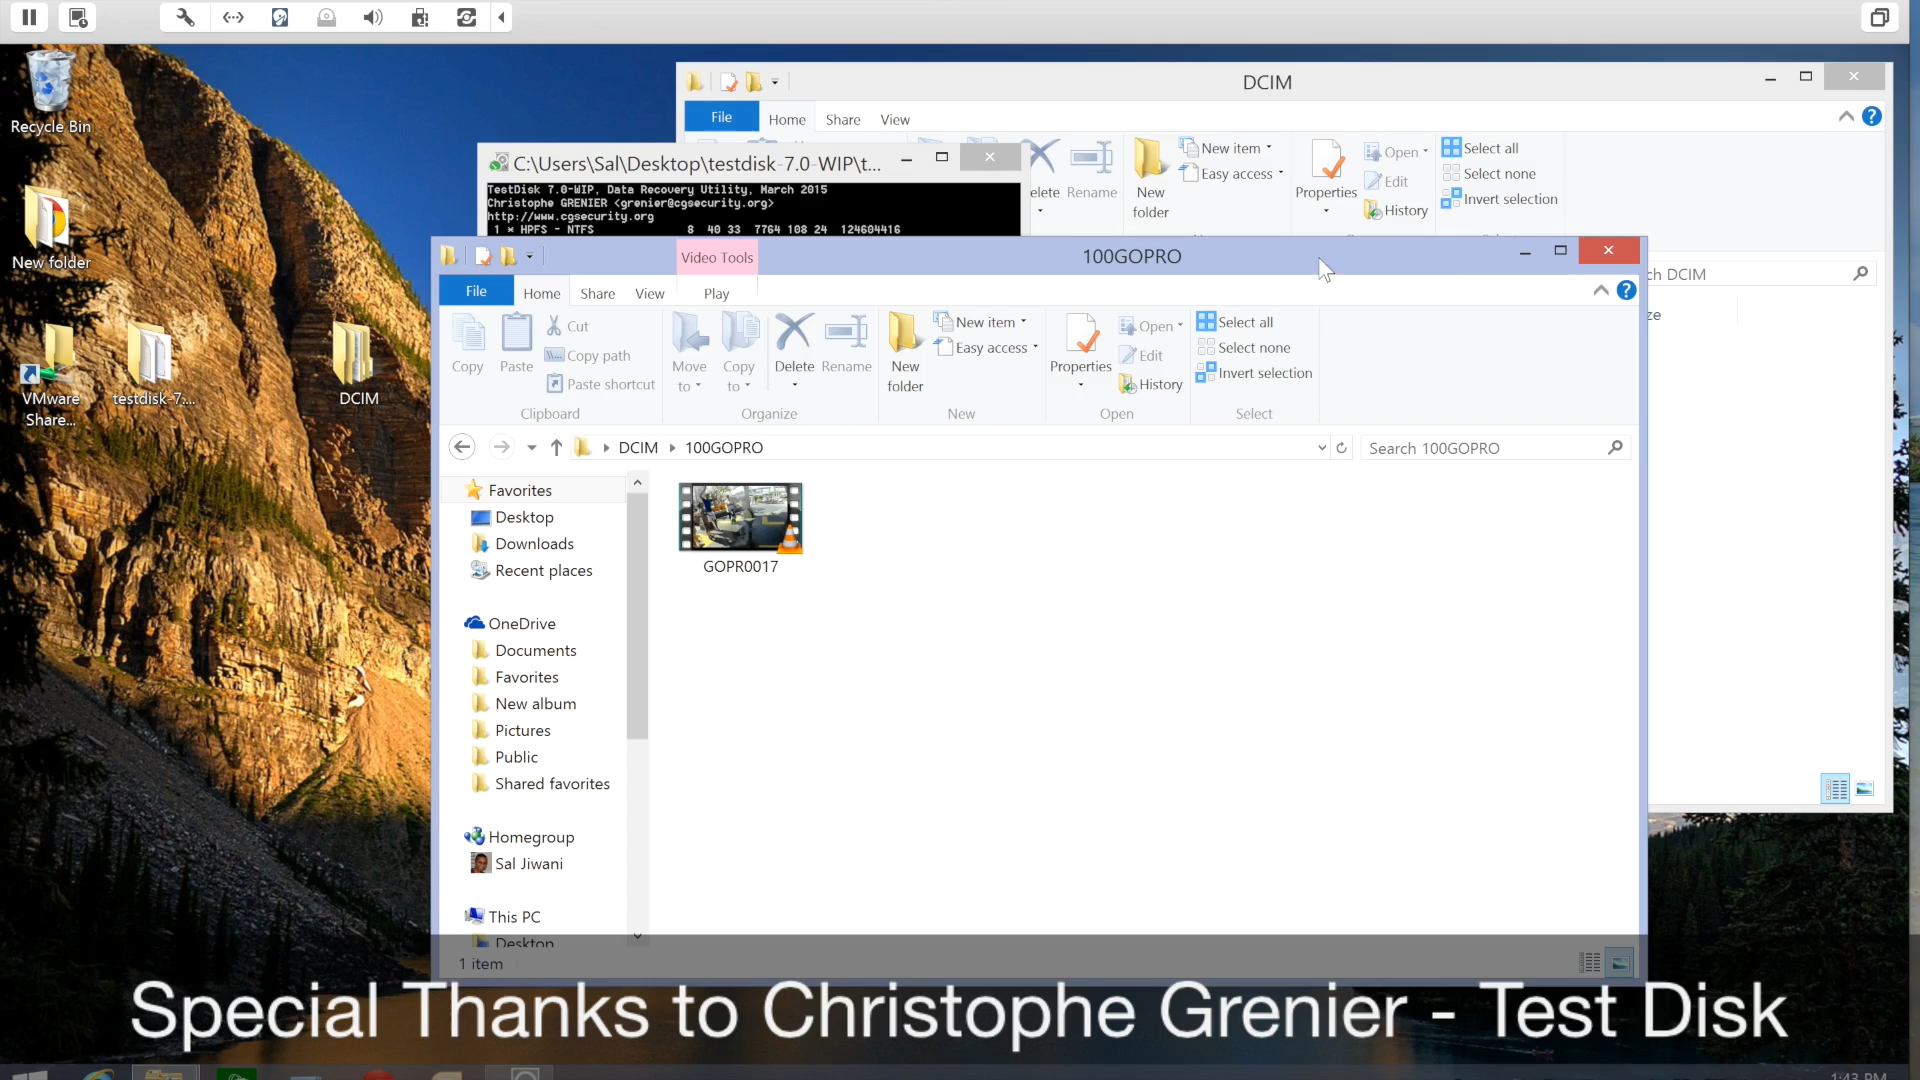 Recycle Bin
New folder
VMware
Share...
testdisk-7....
DCIM
DCIM
File
Home
Share
View
Rename
New
folder
New item
Easy access
Properties
Open
Edit
History
Select all
Select none
Invert selection
C:\Users\Sal\Desktop\testdisk-7.0-WIP\t...
TestDisk 7.0-WIP, Data Recovery Utility, March 2015
Christophe GRENIER <grenier@cgsecurity.org>
http://www.cgsecurity.org
1 * HPFS - NTFS 8 40 33 7764 108 24 124604416
Video Tools
100GOPRO
File
Home
Share
View
Play
Copy
Paste
Cut
Copy path
Paste shortcut
Clipboard
Move
to
Copy
to
Delete
Rename
Organize
New
folder
New item
Easy access
New
Properties
Open
Edit
History
Open
Select all
Select none
Invert selection
Select
DCIM
100GOPRO
Search 100GOPRO
DCIM
Favorites
Desktop
Downloads
Recent places
OneDrive
Documents
Favorites
New album
Pictures
Public
Shared favorites
Homegroup
Sal Jiwani
This PC
Desktop
GOPR0017
1 item
Special Thanks to Christophe Grenier - Test Disk
1:43 PM